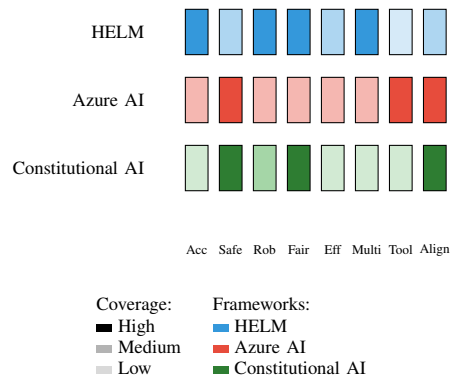 HELM
Azure AI
Constitutional AI
Acc Safe Rob Fair Eff Multi Tool Align
Coverage: Frameworks:
High HELM
Medium Azure AI
Low Constitutional AI